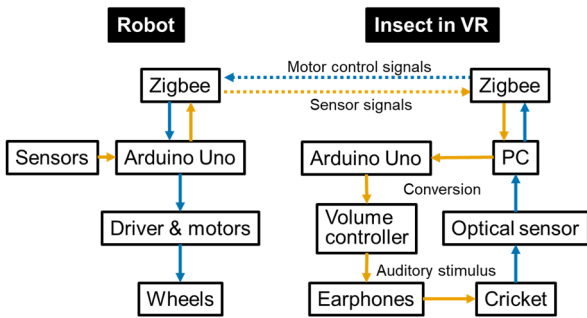 Robot
Insect in VR
Motor control signals
Zigbee
Zigbee
Sensor signals
Sensors
Arduino Uno
Arduino Uno
PC
Conversion
Driver & motors
Volume
controller
Optical sensor
Auditory stimulus
Wheels
Earphones
Cricket